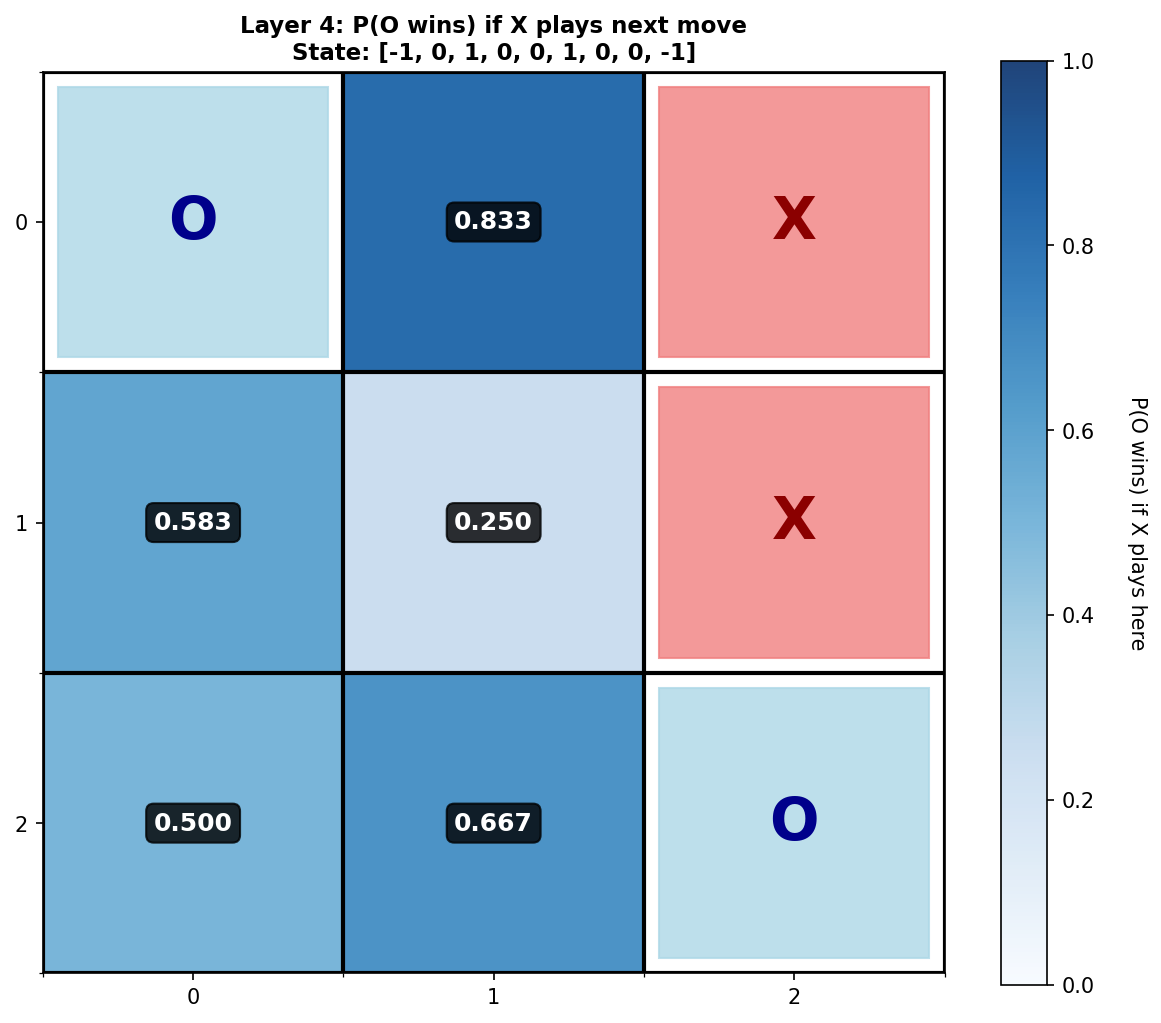 Layer 4: P(O wins) if X plays next move
State: [-1, 0, 1, 0, 0, 1, 0, 0, -1]
0
O
0.833
X
1
0.583
0.250
X
2
0.500
0.667
O
0
1
2
1.0
0.8
0.6
0.4
0.2
0.0
P(O wins) if X plays here